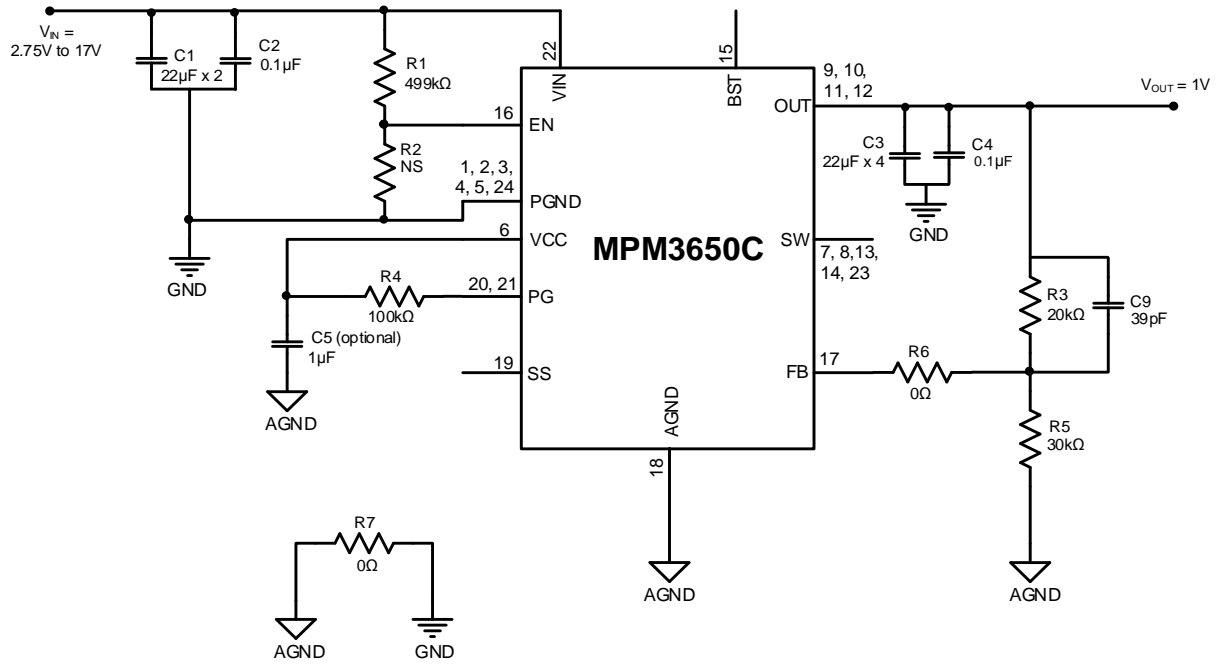 VIN =
2.75V to 17V
C1
22µF x 2
C2
0.1µF
R1
499kΩ
R2
NS
22
VIN
15
BST
9, 10,
11, 12
OUT
VOUT = 1V
16
EN
C3
22µF x 4
C4
0.1µF
GND
1, 2, 3,
4, 5, 24
PGND
GND
6
VCC
MPM3650C
SW
7, 8,13,
14, 23
R4
100kΩ
20, 21
PG
R3
20kΩ
C9
39pF
C5 (optional)
1µF
AGND
19
SS
17
FB
R6
0Ω
AGND
18
R5
30kΩ
AGND
AGND
R7
0Ω
AGND
GND